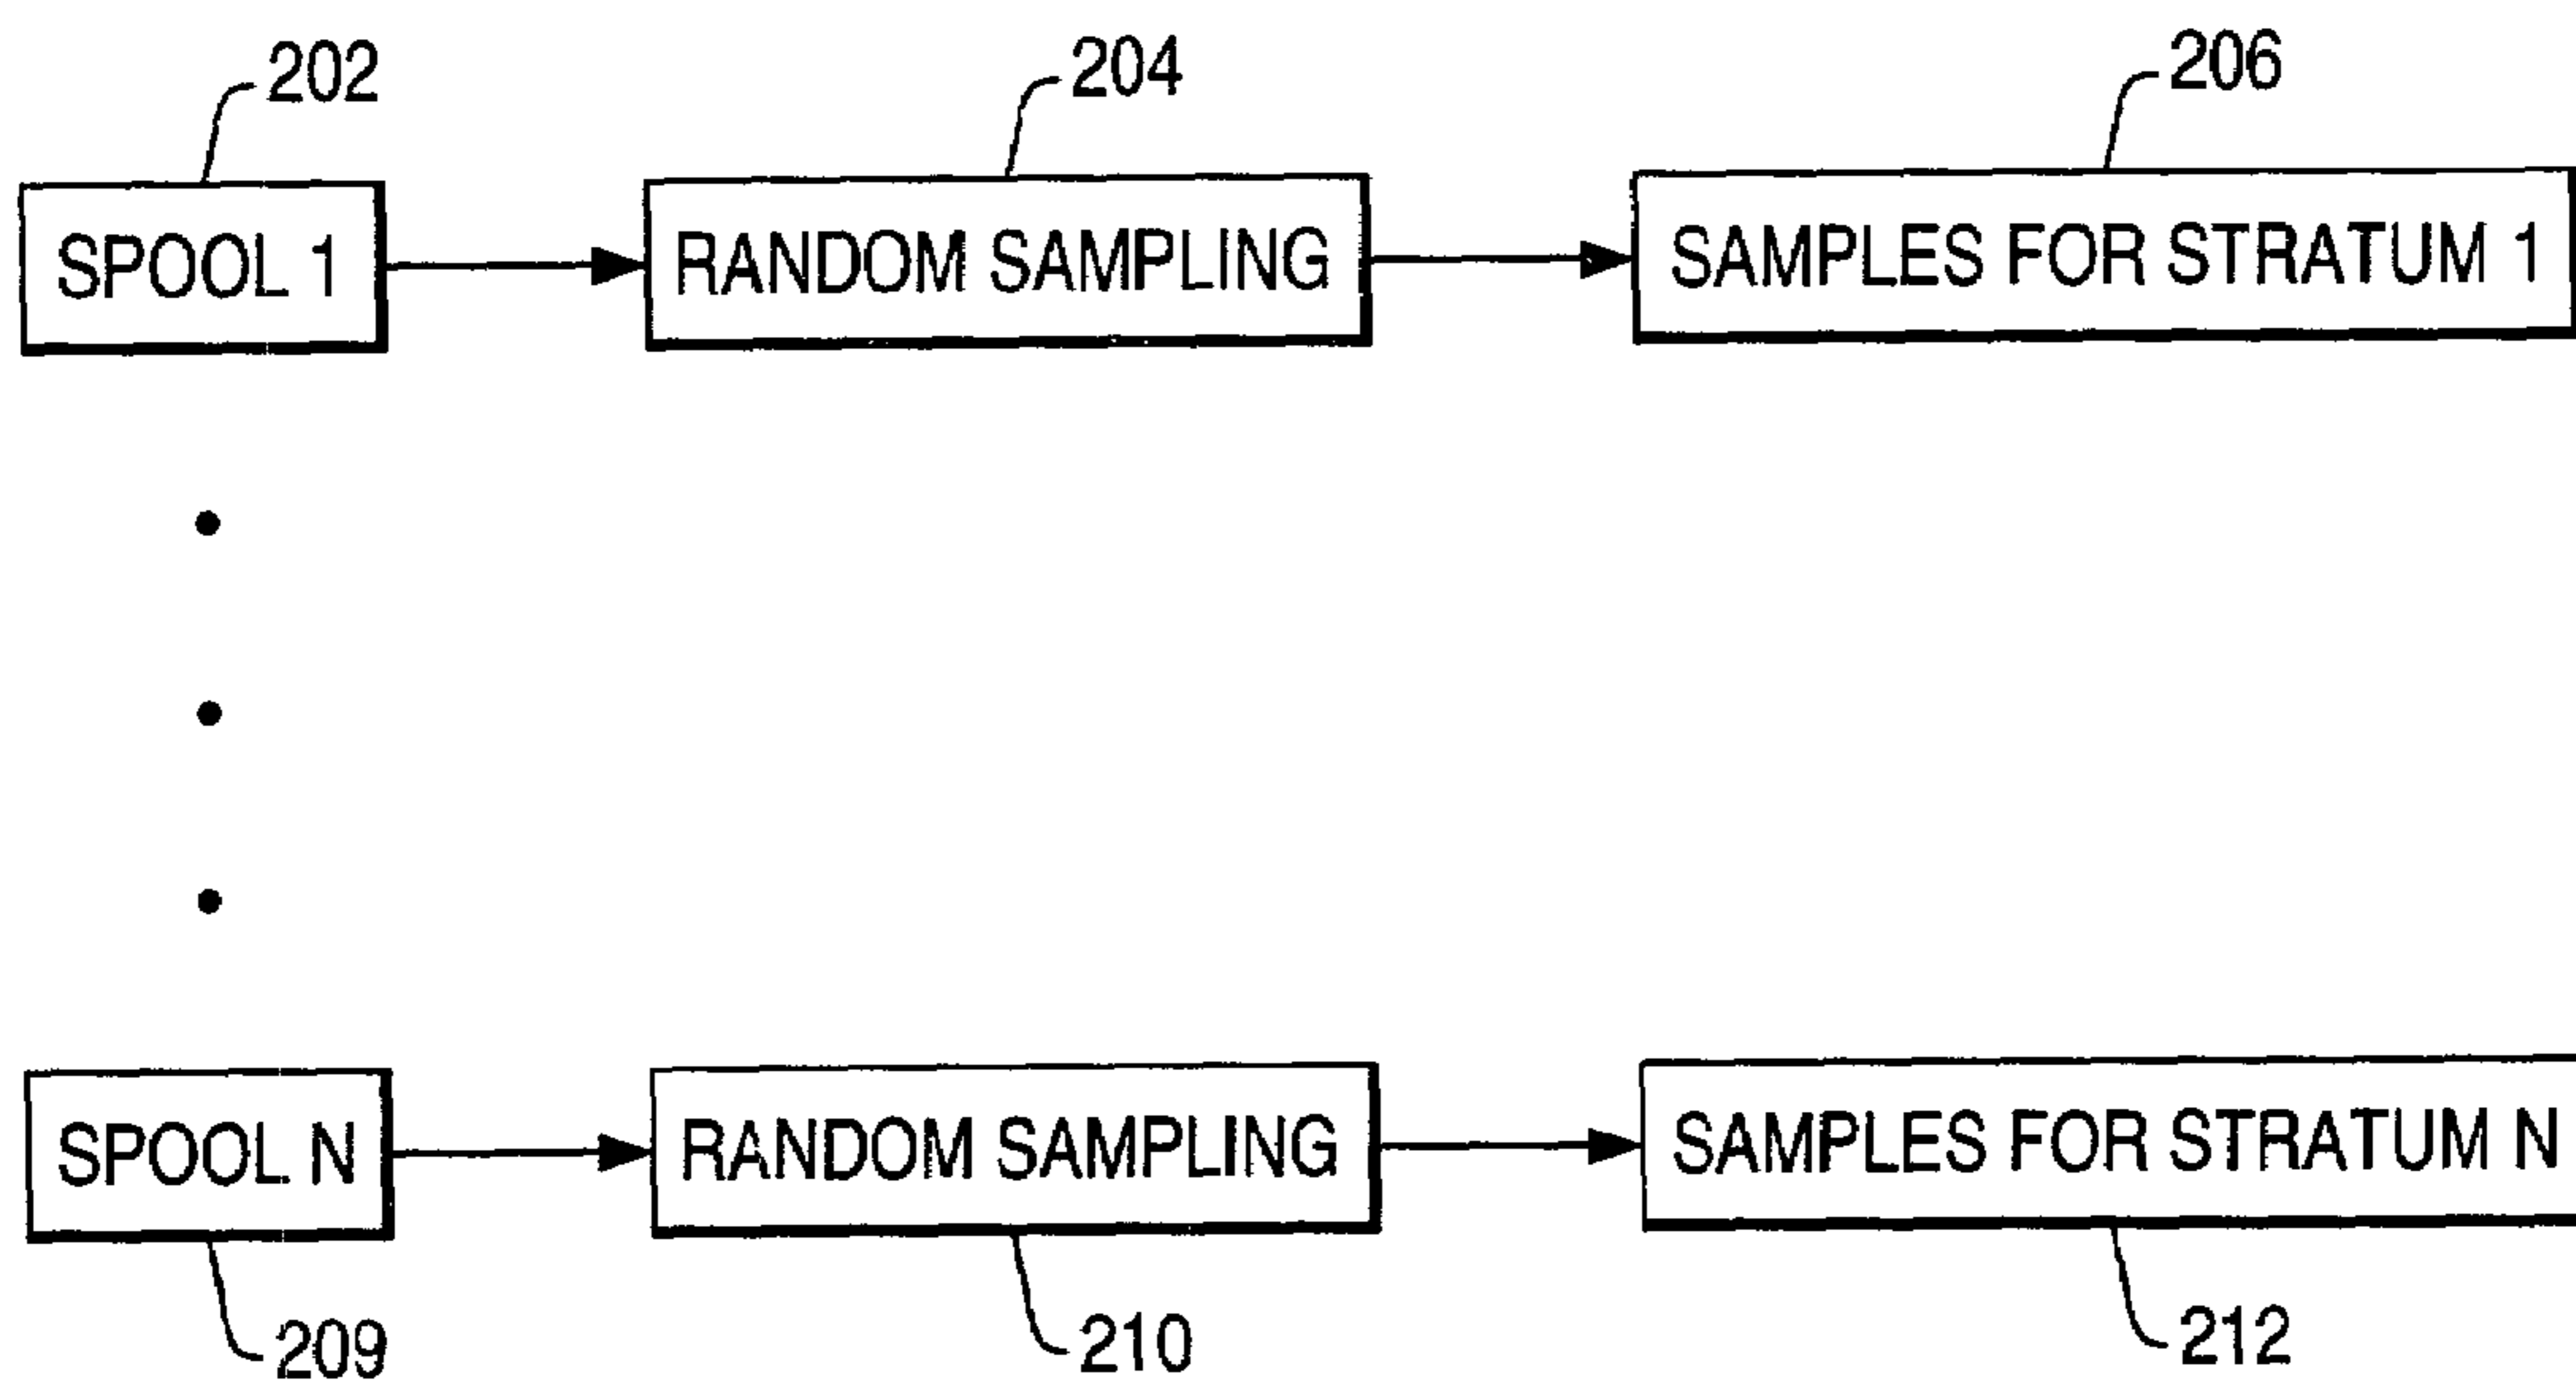 202
204
206
SPOOL 1
RANDOM SAMPLING
SAMPLES FOR STRATUM 1
SPOOL N
RANDOM SAMPLING
SAMPLES FOR STRATUM N
209
210
212